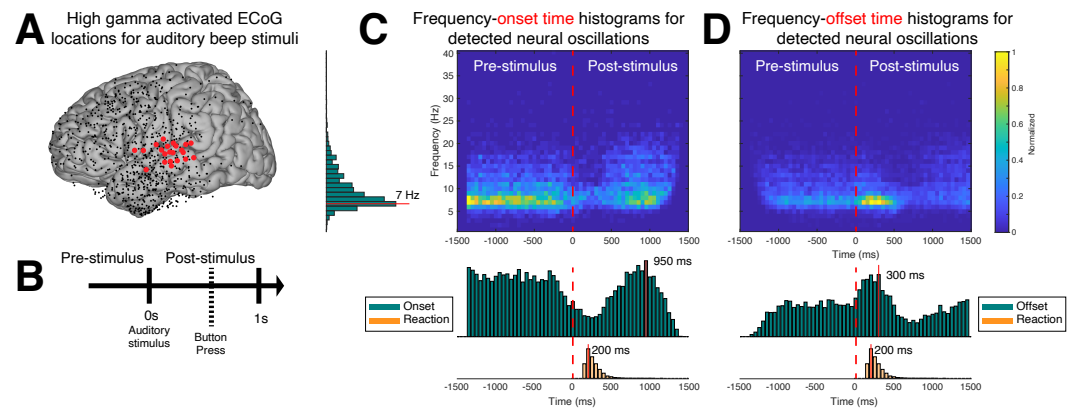 A
High gamma activated ECoG
locations for auditory beep stimuli
B
Pre-stimulus
Post-stimulus
0s
1s
Auditory
stimulus
Button
Press
7 Hz
C
Frequency-onset time histograms for
detected neural oscillations
Pre-stimulus
Post-stimulus
Frequency (Hz)
40
35
30
25
20
15
10
5
-1500
-1000
-500
0
500
1000
1500
950 ms
Onset
Reaction
200 ms
-1500
-1000
-500
0
500
1000
1500
Time (ms)
D
Frequency-offset time histograms for
detected neural oscillations
Pre-stimulus
Post-stimulus
-1500
-1000
-500
0
500
1000
1500
Time (ms)
1
0.8
0.6
0.4
0.2
0
Normalized
300 ms
Offset
Reaction
200 ms
-1500
-1000
-500
0
500
1000
1500
Time (ms)